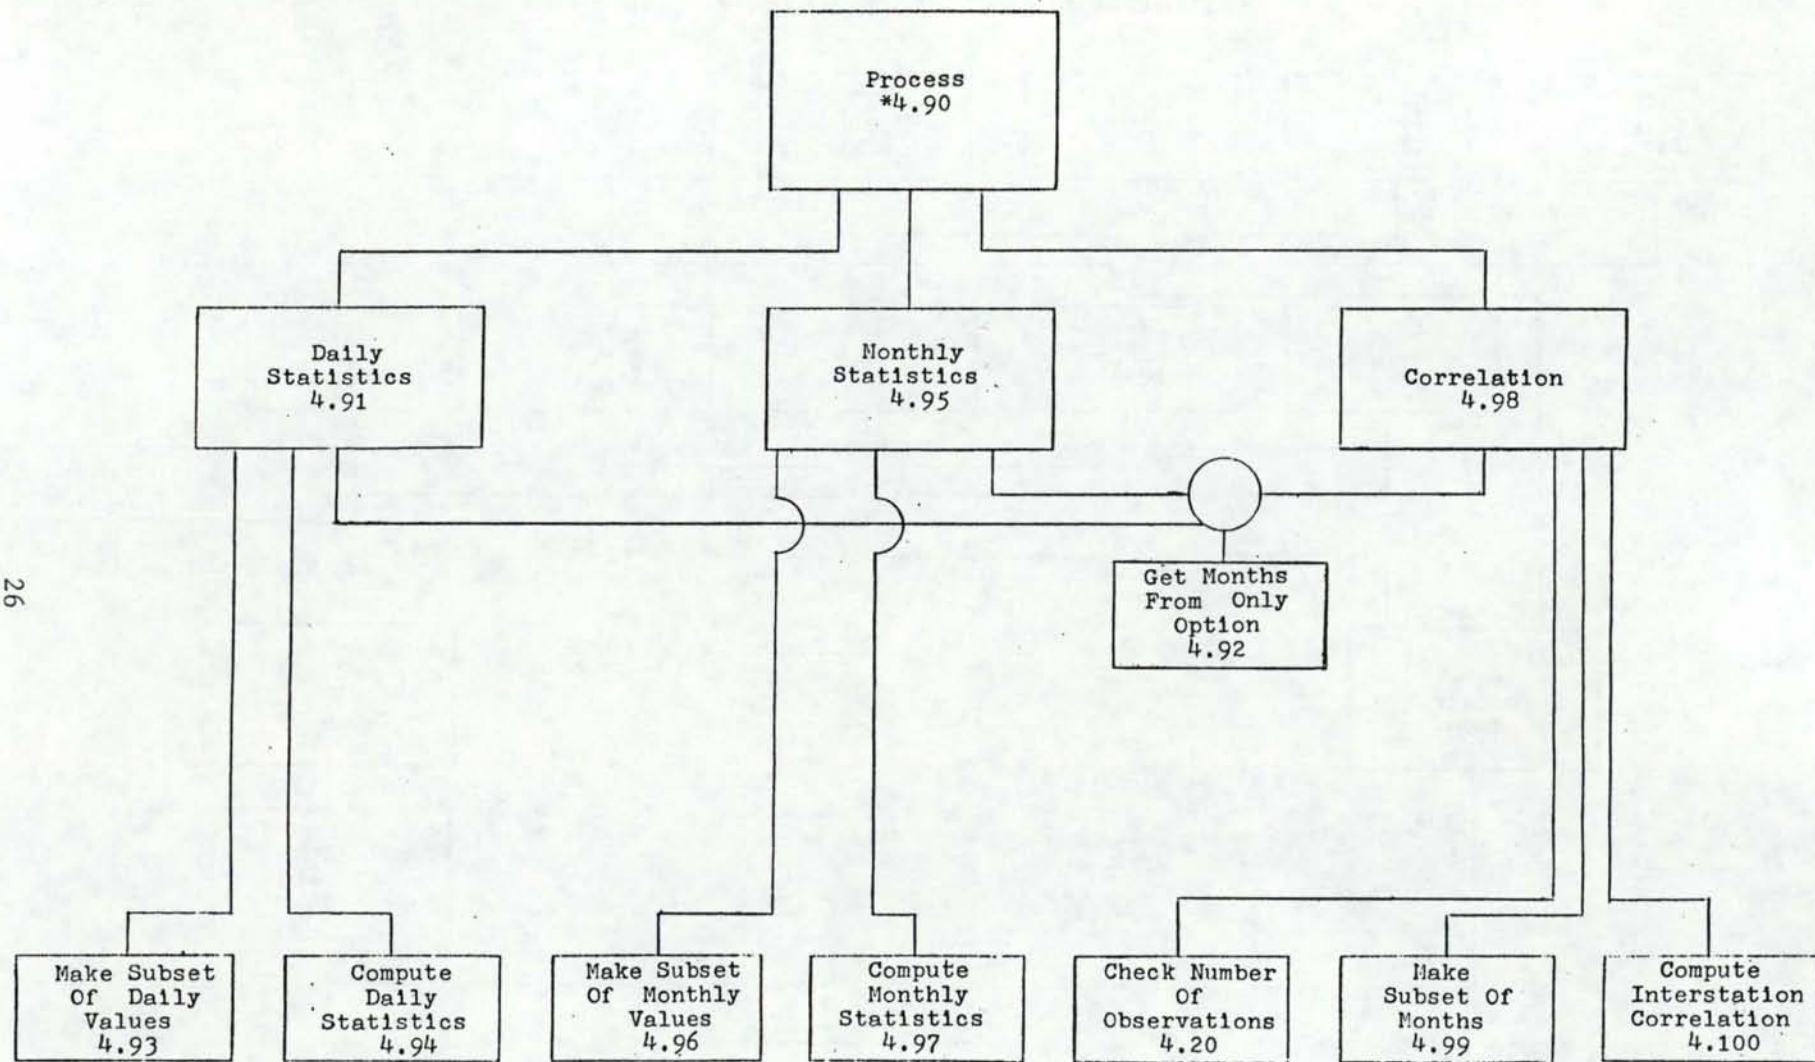 Process
*4.90
Daily
Statistics
4.91
Monthly
Statistics
4.95
Correlation
4.98
Get Months
From Only
Option
4.92
26
Make Subset
Of Daily
Values
4.93
Compute
Daily
Statistics
4.94
Make Subset
Of Monthly
Values
4.96
Compute
Monthly
Statistics
4.97
Check Number
Of
Observations
4.20
Make
Subset Of
Months
4.99
Compute
Interstation
Correlation
4.100